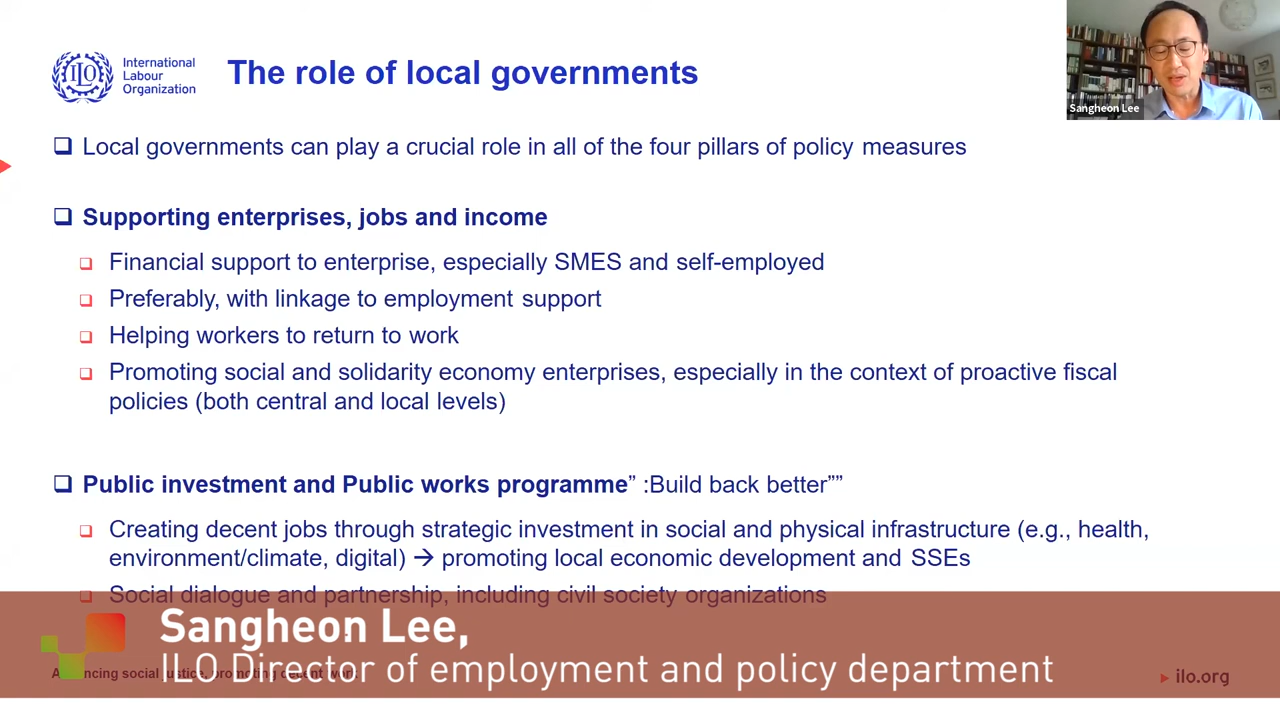 International
Labour
Organization
The role of local governments
Sangheon Lee
Local governments can play a crucial role in all of the four pillars of policy measures
Supporting enterprises, jobs and income
Financial support to enterprise, especially SMES and self-employed
Preferably, with linkage to employment support
Helping workers to return to work
Promoting social and solidarity economy enterprises, especially in the context of proactive fiscal
policies (both central and local levels)
Public investment and Public works programme” :Build back better””
Creating decent jobs through strategic investment in social and physical infrastructure (e.g., health,
environment/climate, digital) → promoting local economic development and SSEs
Social dialogue and partnership, including civil society organizations
Sangheon Lee,
ILO Director of employment and policy department
social justice, promoting decent
ilo.org